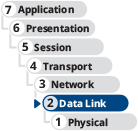 7 Application
6 Presentation
5 Session
4 Transport
3 Network
2 Data Link
1 Physical